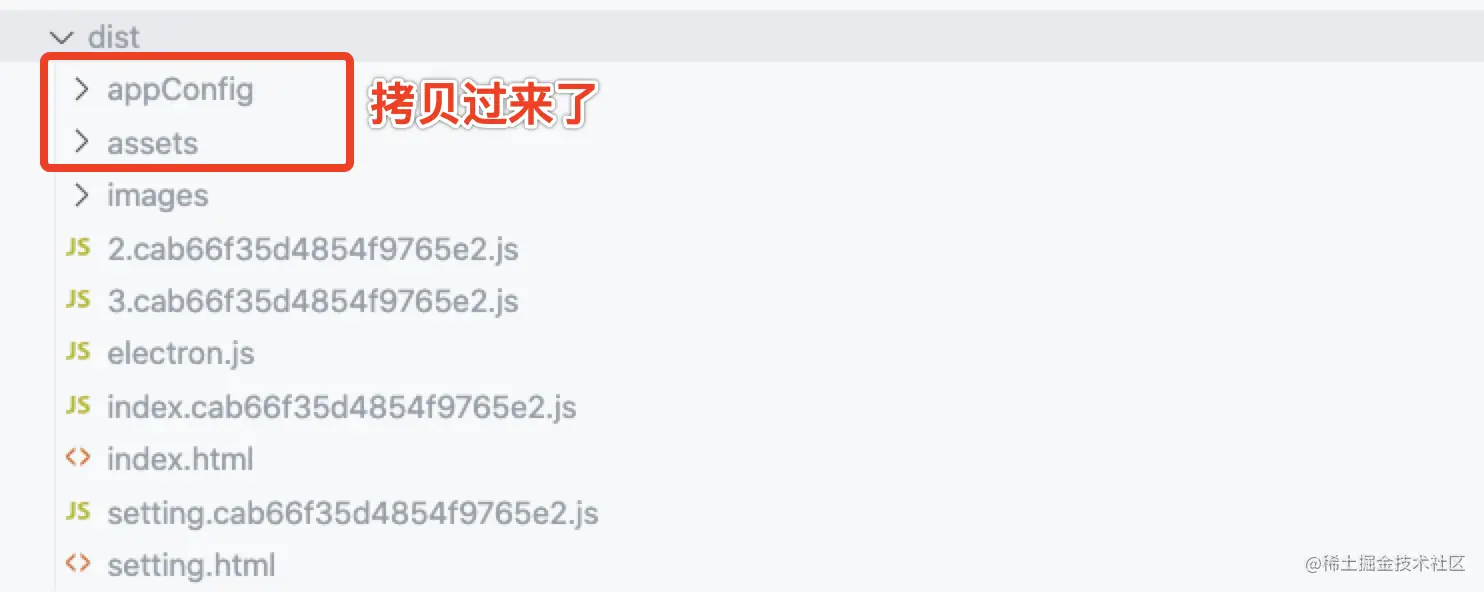 dist
appConfig
拷贝过来了
assets
images
JS 2.cab66f35d4854f9765e2.js
JS 3.cab66f35d4854f9765e2.js
JS electron.js
JS index.cab66f35d4854f9765e2.js
<> index.html
JS setting.cab66f35d4854f9765e2.js
<> setting.html
@稀土掘金技术社区